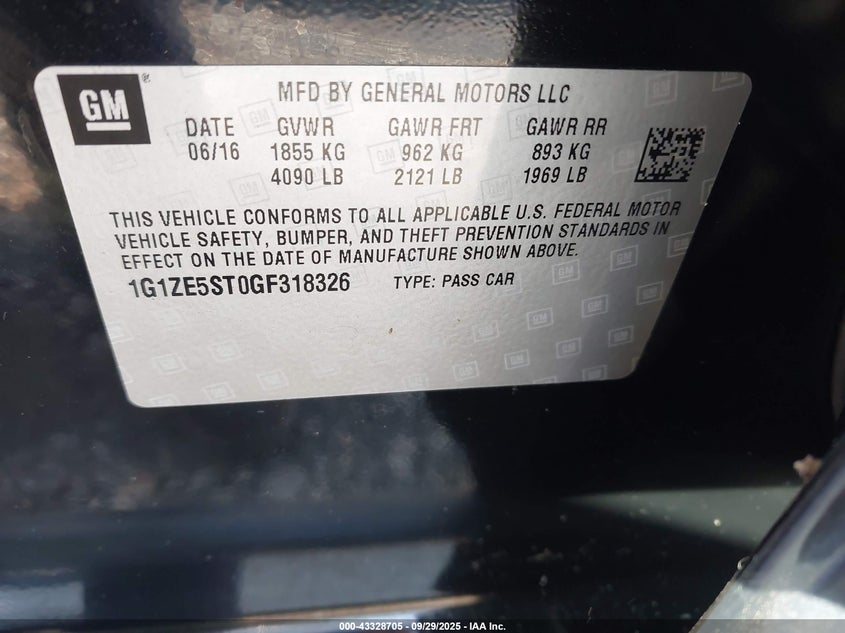 GM
MFD BY GENERAL MOTORS LLC
DATE GVWR GAWR FRT GAWR RR
06/16 1855 KG 962 KG 893 KG
4090 LB 2121 LB 1969 LB
THIS VEHICLE CONFORMS TO ALL APPLICABLE U.S. FEDERAL MOTOR
VEHICLE SAFETY, BUMPER, AND THEFT PREVENTION STANDARDS IN
EFFECT ON THE DATE OF MANUFACTURE SHOWN ABOVE.
1G1ZE5ST0GF318326 TYPE: PASS CAR
000-43328705 - 09/29/2025 - IAA Inc.